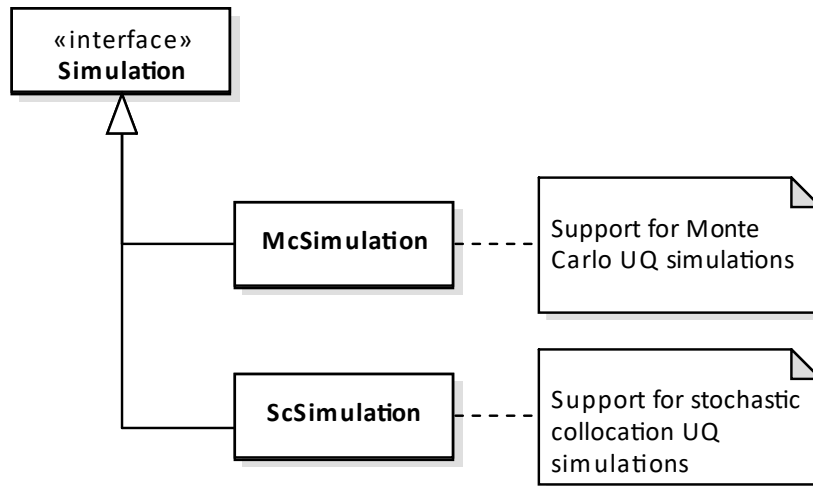 «interface»
Simulation
McSimulation
Support for Monte
Carlo UQ simulations
ScSimulation
Support for stochastic
collocation UQ
simulations